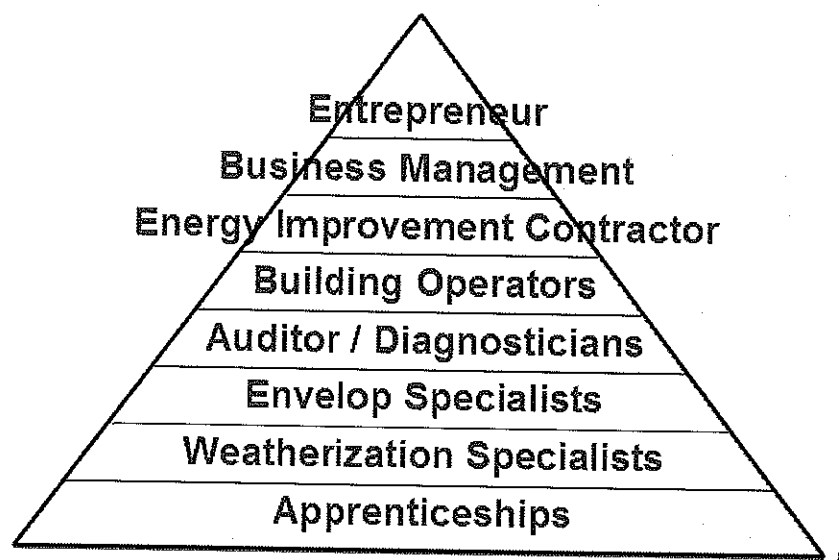 Entrepreneur
Business Management
Energy Improvement Contractor
Building Operators
Auditor / Diagnosticians
Envelop Specialists
Weatherization Specialists
Apprenticeships